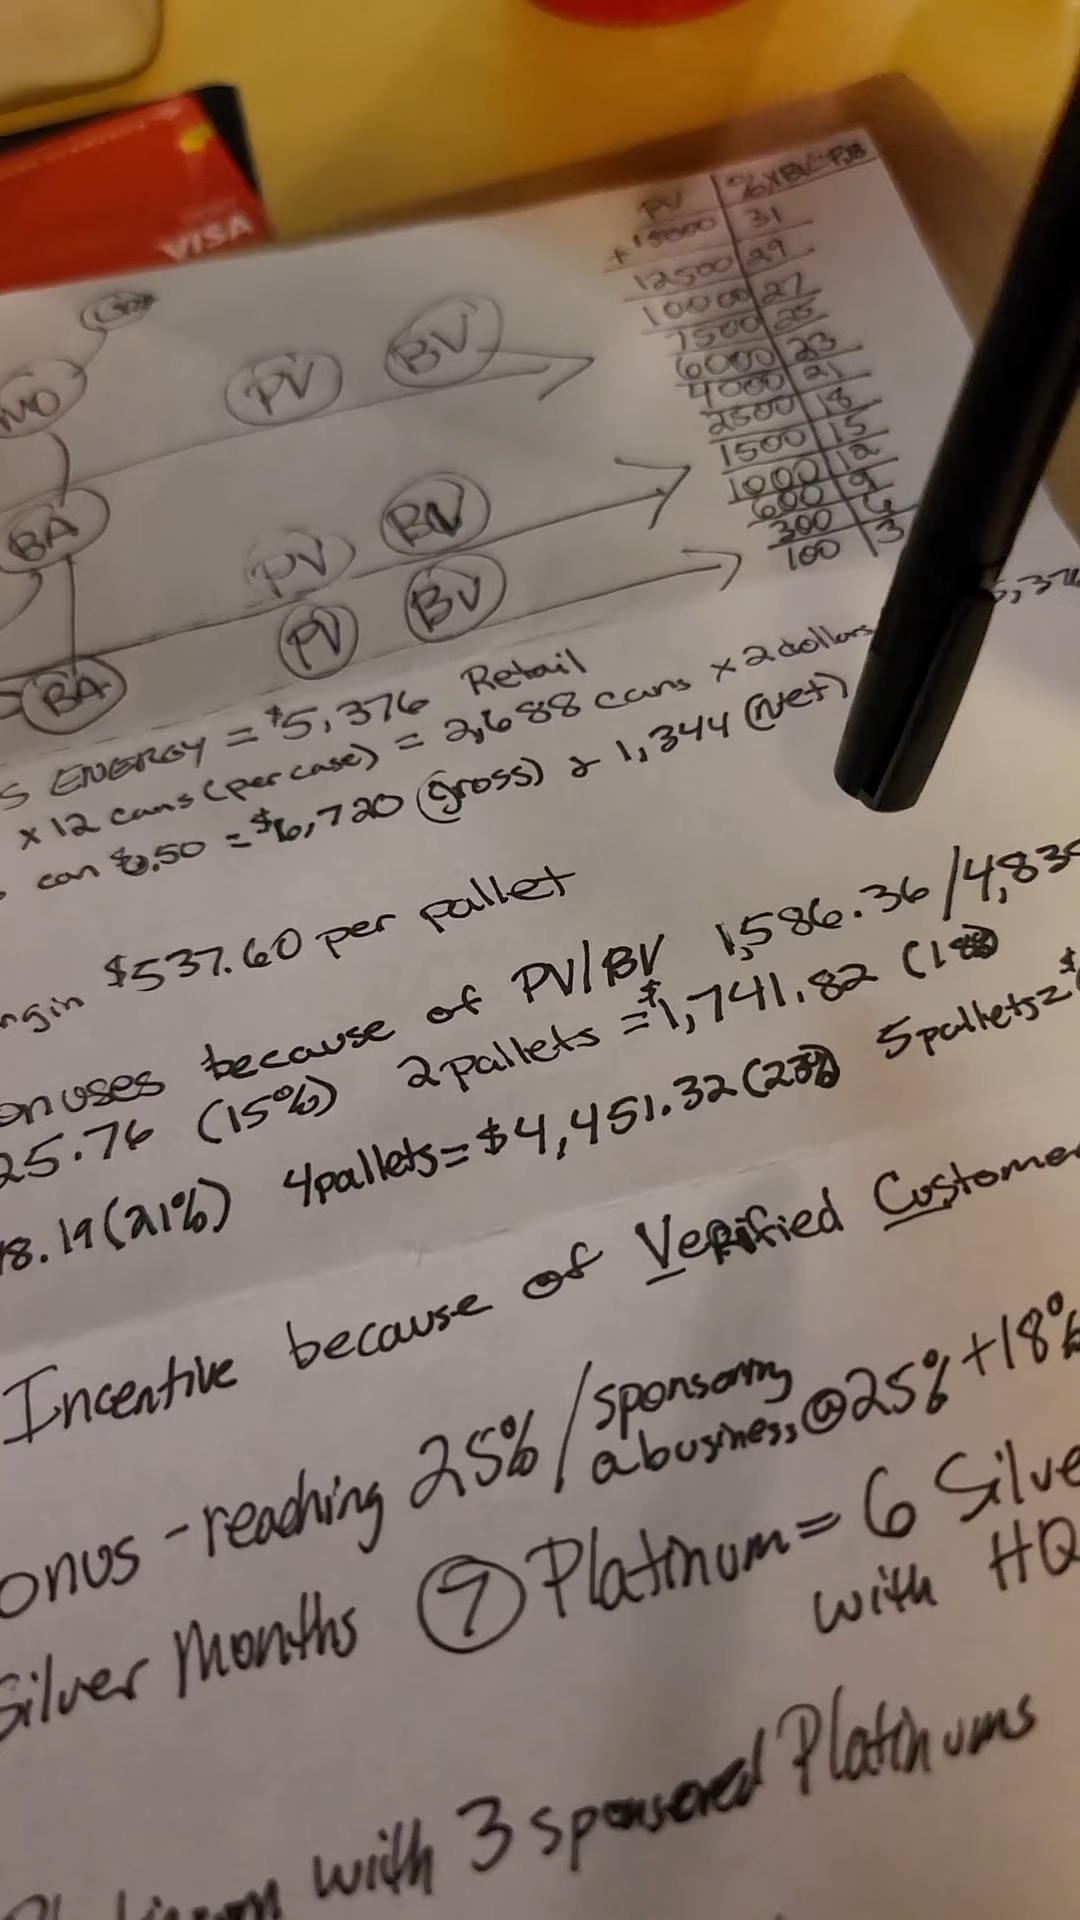 VISA
PV | % x BV =
+15000 | 31
12500 | 29
10000 | 27
7500 | 25
6000 | 23
4000 | 21
2500 | 18
1500 | 15
1000 | 12
600 | 9
300 | 6
100 | 3
PV BV
BA PV BV
BA PV BV
S ENERGY = $5,376 Retail
x 12 cans (per case) = 2,688 cans x 2 dollars
can .50 = $6,720 (gross) 1,344 (net)
ngin $537.60 per pallet
onuses because of PV/BV 1,586.36/4,83
25.76 (15%) 2 pallets = $1,741.82 (18%)
8.19 (21%) 4 pallets = $4,451.32 (23%) 5 pallets = $
Incentive because of Verified Custome
onus - reaching 25% / sponsoring a business @ 25% + 18%
Silver Months 7 Platinum = 6 Silve
with HQ
with 3 sponsored Platinums